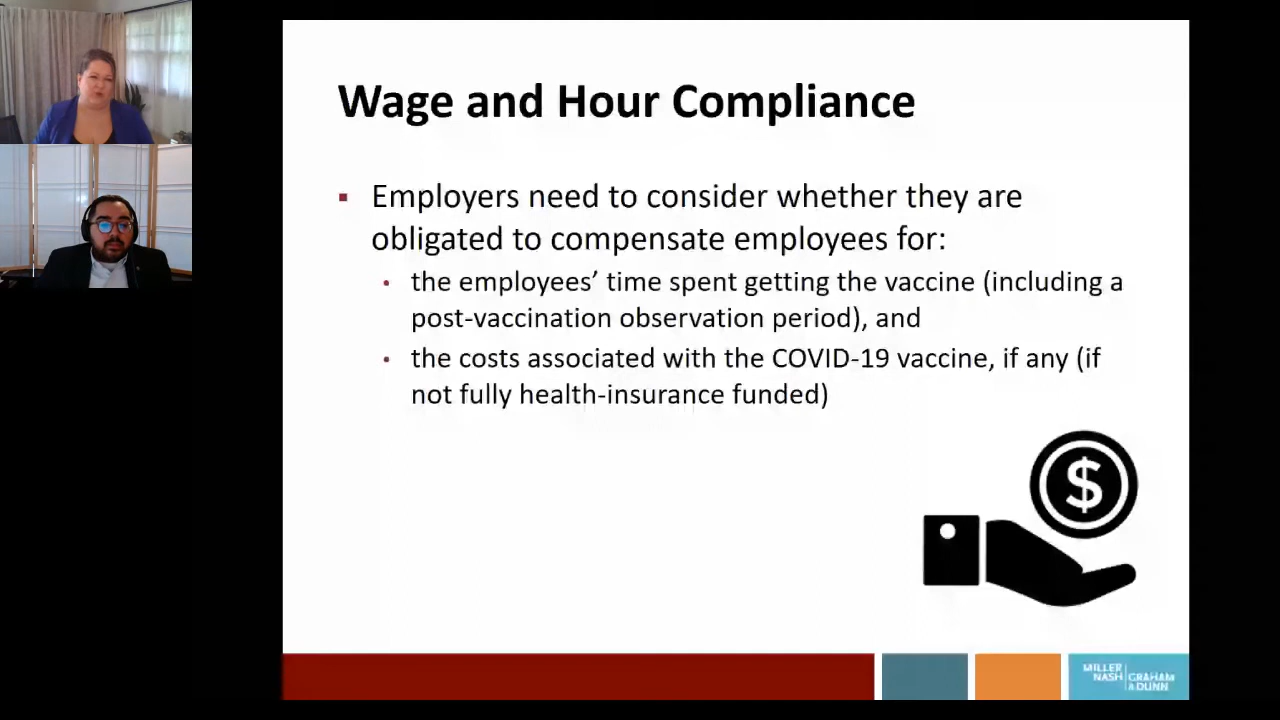 Wage and Hour Compliance
▪ Employers need to consider whether they are
obligated to compensate employees for:
• the employees’ time spent getting the vaccine (including a
post-vaccination observation period), and
• the costs associated with the COVID-19 vaccine, if any (if
not fully health-insurance funded)
$
MILLER
NASH
GRAHAM
& DUNN